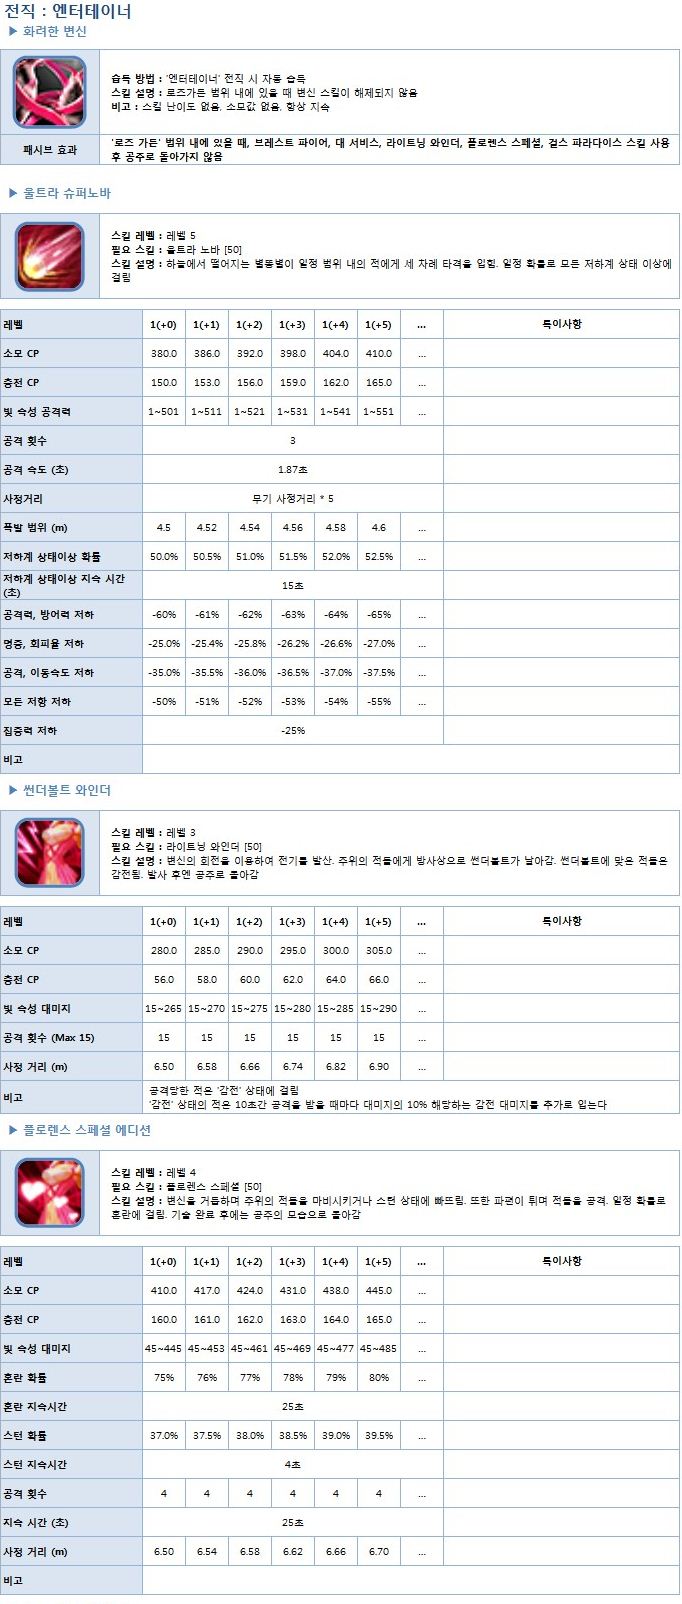 전직 : 엔터테이너
▶ 화려한 변신
습득 방법 : '엔터테이너' 전직 시 자동 습득
스킬 설명 : 로즈가든 범위 내에 있을 때 변신 스킬이 해제되지 않음
비고 : 스킬 난이도 없음, 소모값 없음, 항상 지속
패시브 효과
'로즈 가든' 범위 내에 있을 때, 브레스트 파이어, 대 서비스, 라이트닝 와인더, 플로렌스 스페셜, 걸스 파라다이스 스킬 사용
후 공주로 돌아가지 않음
▶ 울트라 슈퍼노바
스킬 레벨 : 레벨 5
필요 스킬 : 울트라 노바 [50]
스킬 설명 : 하늘에서 떨어지는 별똥별이 일정 범위 내의 적에게 세 차례 타격을 입힘. 일정 확률로 모든 저하계 상태 이상에
걸림
레벨 1(+0) 1(+1) 1(+2) 1(+3) 1(+4) 1(+5) ... 특이사항
소모 CP 380.0 386.0 392.0 398.0 404.0 410.0 ...
충전 CP 150.0 153.0 156.0 159.0 162.0 165.0 ...
빛 속성 공격력 1~501 1~511 1~521 1~531 1~541 1~551 ...
공격 횟수 3
공격 속도 (초) 1.87초
사정거리 무기 사정거리 * 5
폭발 범위 (m) 4.5 4.52 4.54 4.56 4.58 4.6 ...
저하계 상태이상 확률 50.0% 50.5% 51.0% 51.5% 52.0% 52.5% ...
저하계 상태이상 지속 시간
(초) 15초
공격력, 방어력 저하 -60% -61% -62% -63% -64% -65% ...
명중, 회피율 저하 -25.0% -25.4% -25.8% -26.2% -26.6% -27.0% ...
공격, 이동속도 저하 -35.0% -35.5% -36.0% -36.5% -37.0% -37.5% ...
모든 저항 저하 -50% -51% -52% -53% -54% -55% ...
집중력 저하 -25%
비고
▶ 썬더볼트 와인더
스킬 레벨 : 레벨 3
필요 스킬 : 라이트닝 와인더 [50]
스킬 설명 : 변신의 회전을 이용하여 전기를 발산. 주위의 적들에게 방사상으로 썬더볼트가 날아감. 썬더볼트에 맞은 적들은
감전됨. 발사 후엔 공주로 돌아감
레벨 1(+0) 1(+1) 1(+2) 1(+3) 1(+4) 1(+5) ... 특이사항
소모 CP 280.0 285.0 290.0 295.0 300.0 305.0 ...
충전 CP 56.0 58.0 60.0 62.0 64.0 66.0 ...
빛 속성 대미지 15~265 15~270 15~275 15~280 15~285 15~290 ...
공격 횟수 (Max 15) 15 15 15 15 15 15 ...
사정 거리 (m) 6.50 6.58 6.66 6.74 6.82 6.90 ...
비고 공격당한 적은 '감전' 상태에 걸림
'감전' 상태의 적은 10초간 공격을 받을 때마다 대미지의 10% 해당하는 감전 대미지를 추가로 입는다
▶ 플로렌스 스페셜 에디션
스킬 레벨 : 레벨 4
필요 스킬 : 플로렌스 스페셜 [50]
스킬 설명 : 변신을 거듭하며 주위의 적들을 마비시키거나 스턴 상태에 빠뜨림. 또한 파편이 튀며 적들을 공격. 일정 확률로
혼란에 걸림. 기술 완료 후에는 공주의 모습으로 돌아감
레벨 1(+0) 1(+1) 1(+2) 1(+3) 1(+4) 1(+5) ... 특이사항
소모 CP 410.0 417.0 424.0 431.0 438.0 445.0 ...
충전 CP 160.0 161.0 162.0 163.0 164.0 165.0 ...
빛 속성 대미지 45~445 45~453 45~461 45~469 45~477 45~485 ...
혼란 확률 75% 76% 77% 78% 79% 80% ...
혼란 지속시간 25초
스턴 확률 37.0% 37.5% 38.0% 38.5% 39.0% 39.5% ...
스턴 지속시간 4초
공격 횟수 4 4 4 4 4 4 ...
지속 시간 (초) 25초
사정 거리 (m) 6.50 6.54 6.58 6.62 6.66 6.70 ...
비고